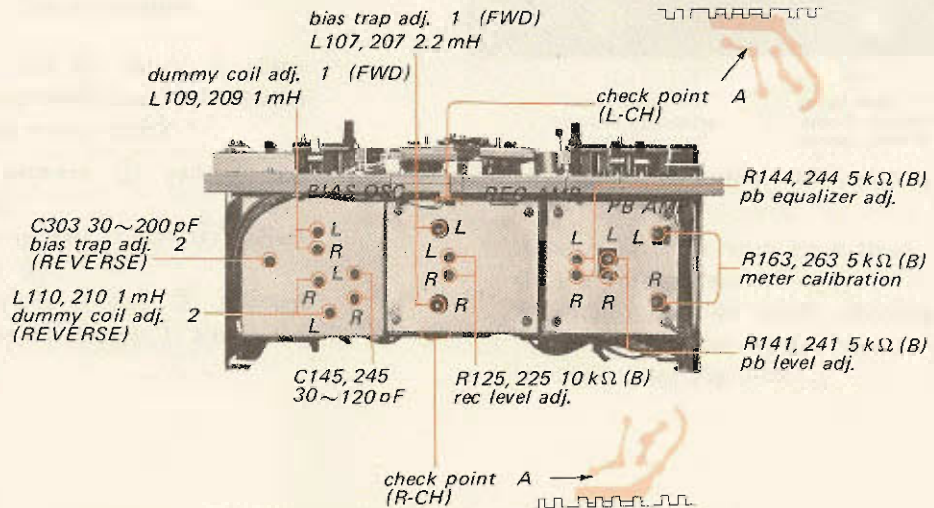 bias trap adj. 1 (FWD)
L107, 207 2.2 mH
dummy coil adj. 1 (FWD)
L109, 209 1 mH
check point A
(L-CH)
BIAS OSC
REC AMP
PB AM
R144, 244 5 kΩ (B)
pb equalizer adj.
C303 30~200 pF
bias trap adj. 2
(REVERSE)
L
R
L
R
L
R
L
L
R
R
L
L
R
R
L
R
R163, 263 5 kΩ (B)
meter calibration
L110, 210 1 mH
dummy coil adj. 2
(REVERSE)
R141, 241 5 kΩ (B)
pb level adj.
C145, 245
30~120 pF
R125, 225 10 kΩ (B)
rec level adj.
check point A
(R-CH)